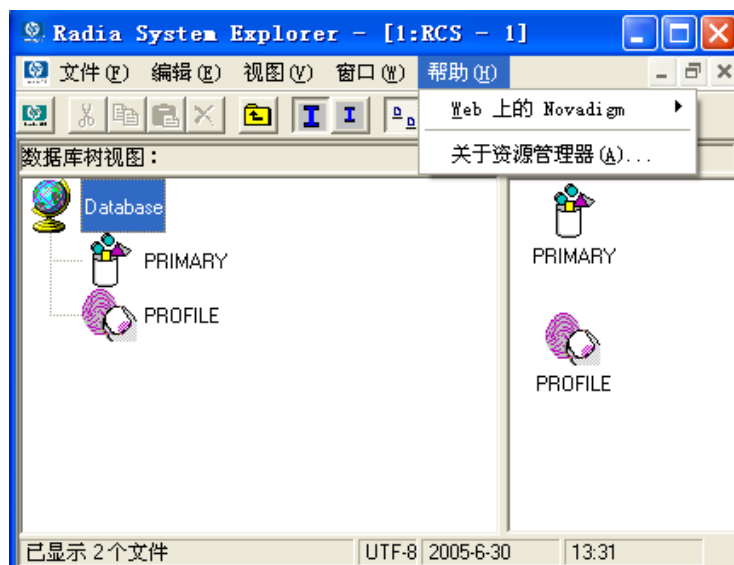 Radia System Explorer - [1:RCS - 1]
文件(F) 编辑(E) 视图(V) 窗口(W) 帮助(H)
Web 上的 Novadigm
关于资源管理器(A)...
数据库树视图：
Database
PRIMARY
PROFILE
PRIMARY
PROFILE
已显示 2个文件 UTF-8 2005-6-30 13:31